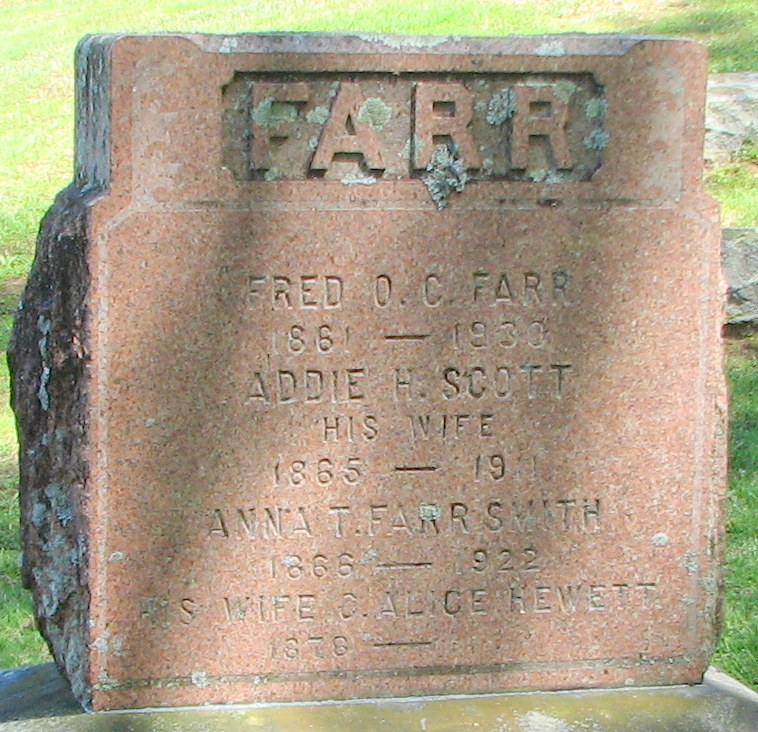 FARR
FRED O. C. FARR
1861 — 1930
ADDIE H. SCOTT
HIS WIFE
1865 — 1911
ANNA T. FARR SMITH
1866 — 1922
HIS WIFE C. ALICE HEWETT
1878 —